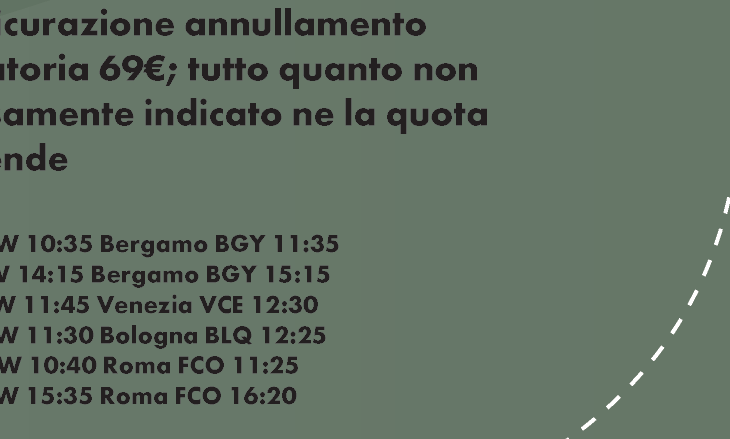 icurazione annullamento
atoria 69€; tutto quanto non
samente indicato ne la quota
ende
W 10:35 Bergamo BGY 11:35
W 14:15 Bergamo BGY 15:15
W 11:45 Venezia VCE 12:30
W 11:30 Bologna BLQ 12:25
W 10:40 Roma FCO 11:25
W 15:35 Roma FCO 16:20